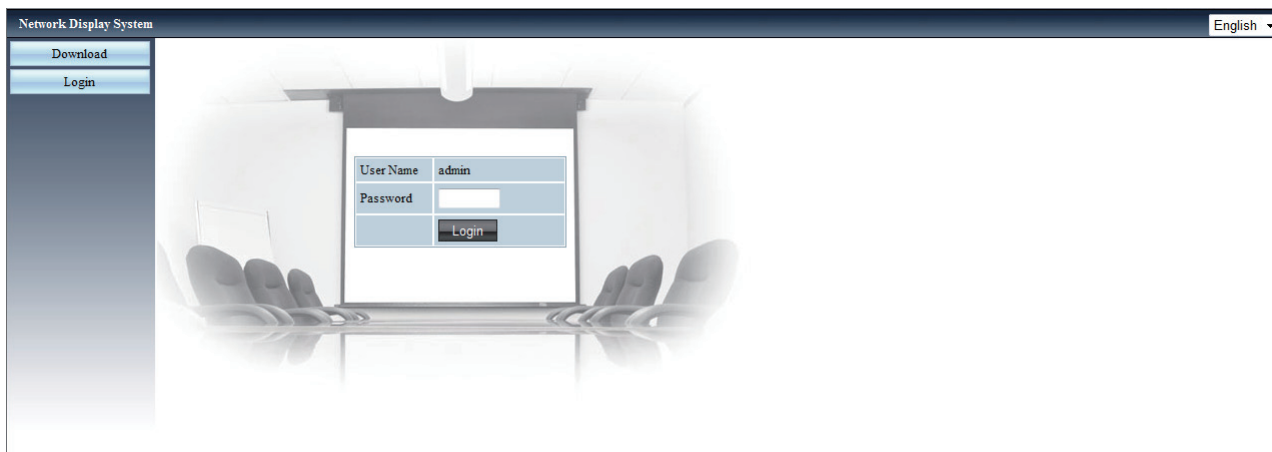 Network Display System
English
Download
Login
User Name admin
Password
Login